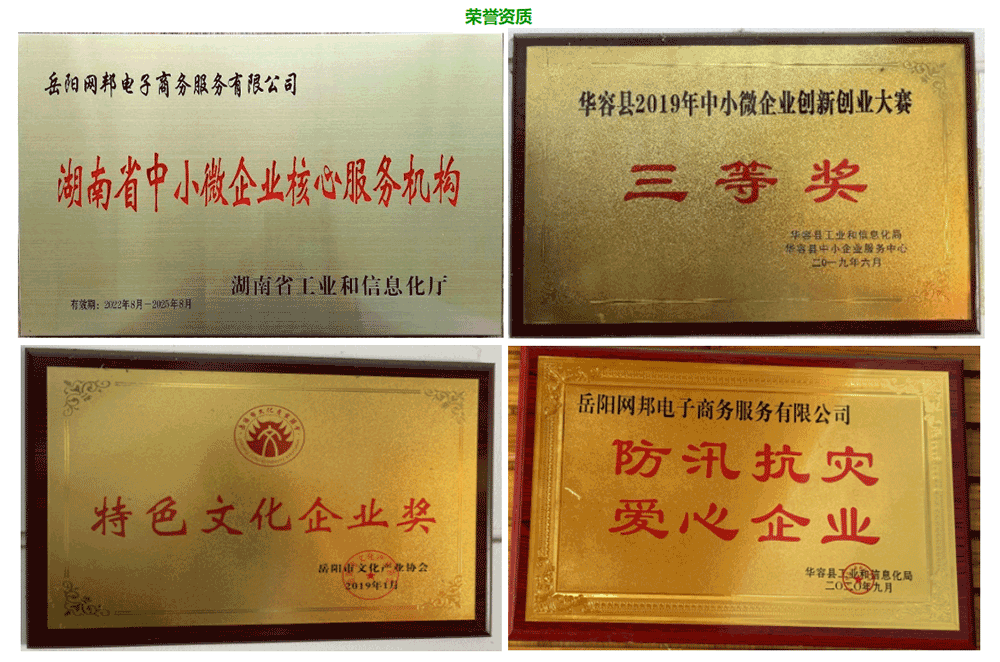 荣誉资质
岳阳网邦电子商务服务有限公司
湖南省中小微企业核心服务机构
湖南省工业和信息化厅
有效期：2022年8月－2025年8月
华容县2019年中小微企业创新创业大赛
三等奖
华容县工业和信息化局
华容县中小企业服务中心
二〇一九年六月
特色文化企业奖
岳阳市文化产业协会
2019年1月
岳阳网邦电子商务服务有限公司
防汛抗灾
爱心企业
华容县工业和信息化局
二〇二〇年九月